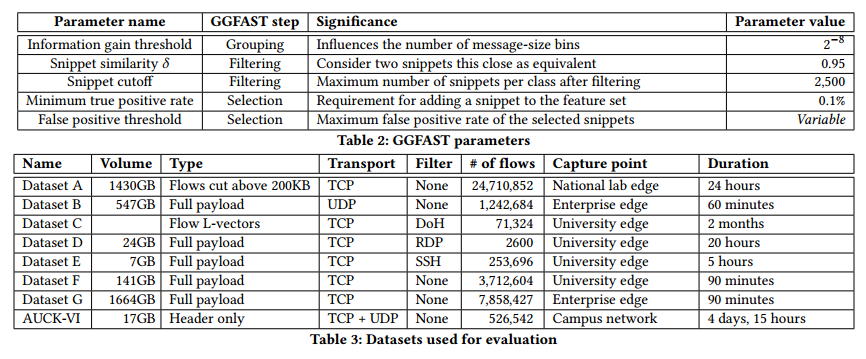 Parameter name GGFAST step Significance Parameter value
Information gain threshold Grouping Influences the number of message-size bins 2−8
Snippet similarity δ Filtering Consider two snippets this close as equivalent 0.95
Snippet cutoff Filtering Maximum number of snippets per class after filtering 2,500
Minimum true positive rate Selection Requirement for adding a snippet to the feature set 0.1%
False positive threshold Selection Maximum false positive rate of the selected snippets Variable
Table 2: GGFAST parameters
Name Volume Type Transport Filter # of flows Capture point Duration
Dataset A 1430GB Flows cut above 200KB TCP None 24,710,852 National lab edge 24 hours
Dataset B 547GB Full payload UDP None 1,242,684 Enterprise edge 60 minutes
Dataset C Flow L-vectors TCP DoH 71,324 University edge 2 months
Dataset D 24GB Full payload TCP RDP 2600 University edge 20 hours
Dataset E 7GB Full payload TCP SSH 253,696 University edge 5 hours
Dataset F 141GB Full payload TCP None 3,712,604 University edge 90 minutes
Dataset G 1664GB Full payload TCP None 7,858,427 Enterprise edge 90 minutes
AUCK-VI 17GB Header only TCP + UDP None 526,542 Campus network 4 days, 15 hours
Table 3: Datasets used for evaluation